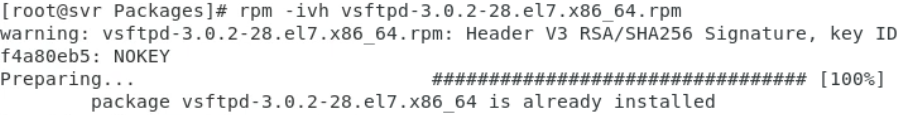 [root@svr Packages]# rpm -ivh vsftpd-3.0.2-28.el7.x86_64.rpm
warning: vsftpd-3.0.2-28.el7.x86_64.rpm: Header V3 RSA/SHA256 Signature, key ID
f4a80eb5: NOKEY
Preparing...                          ################################# [100%]
        package vsftpd-3.0.2-28.el7.x86_64 is already installed